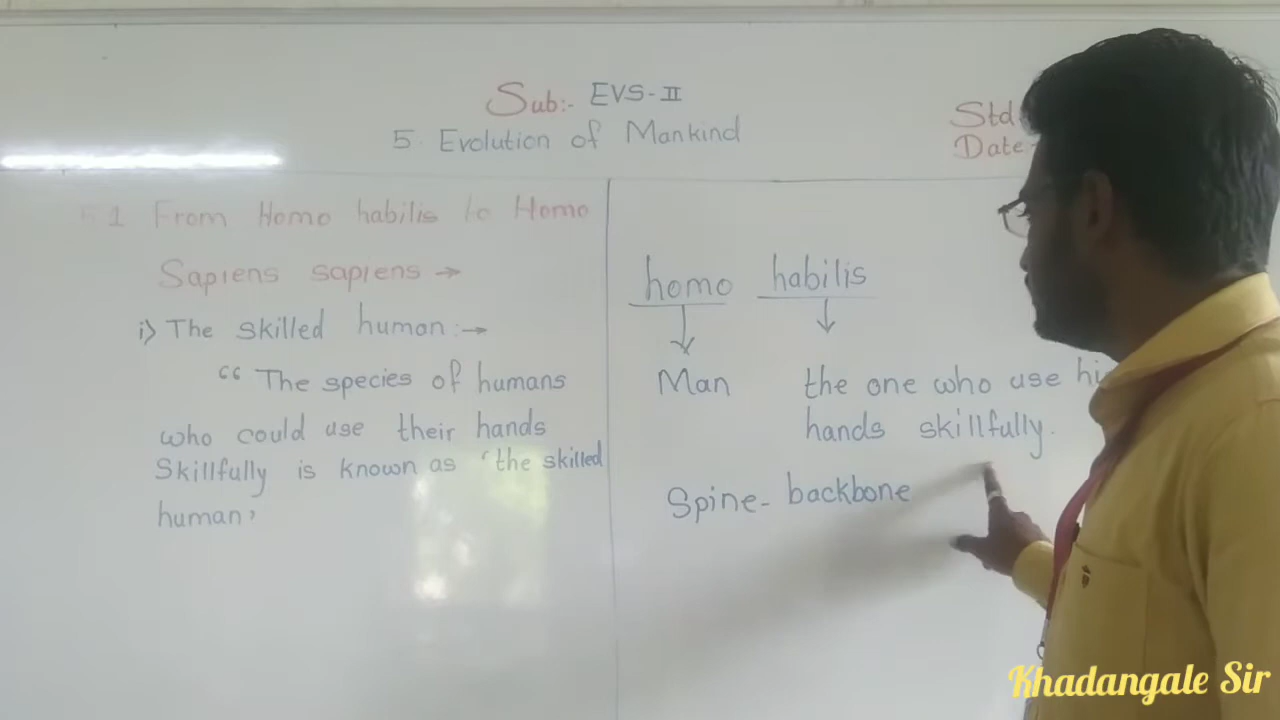 Sub:- EVS-II
5. Evolution of Mankind
Std
Date
5.1 From Homo habilis to Homo
Sapiens sapiens →
i) The skilled human:→
“ The species of humans
who could use their hands
Skillfully is known as ‘the skilled
human’
homo habilis
Man
the one who use hi
hands skillfully.
Spine- backbone
Khadangale Sir